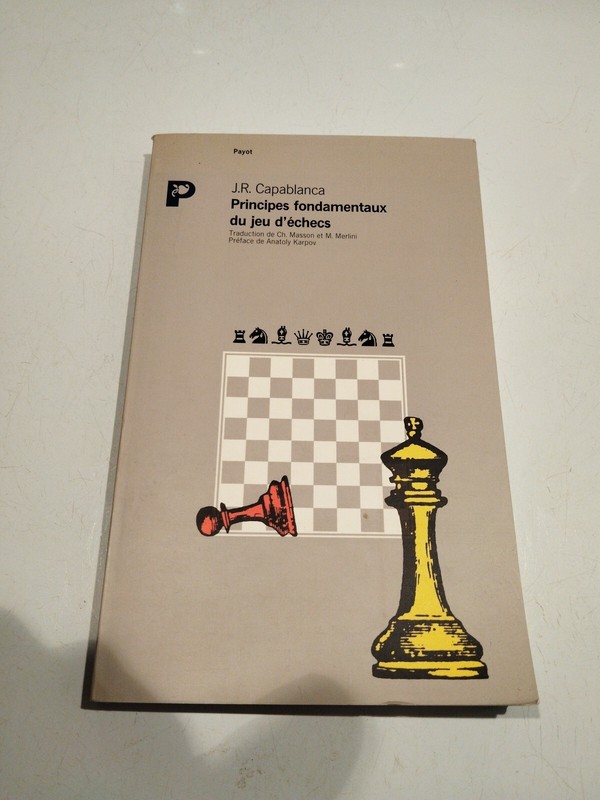 Payot
P
J.R. Capablanca
Principes fondamentaux
du jeu d'échecs
Traduction de Ch. Masson et M. Merlini
Préface de Anatoly Karpov